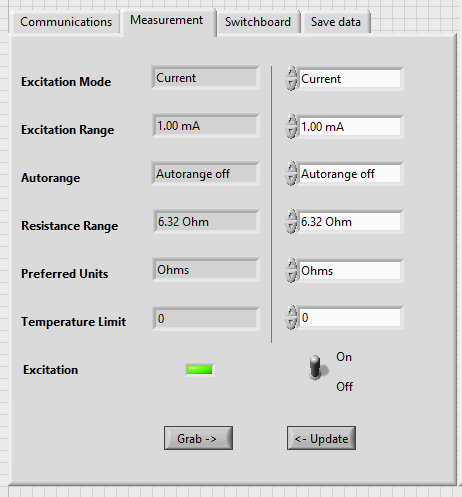 Communications Measurement Switchboard Save data
Excitation Mode Current Current
Excitation Range 1.00 mA 1.00 mA
Autorange Autorange off Autorange off
Resistance Range 6.32 Ohm 6.32 Ohm
Preferred Units Ohms Ohms
Temperature Limit 0 0
Excitation On
Off
Grab -> <- Update